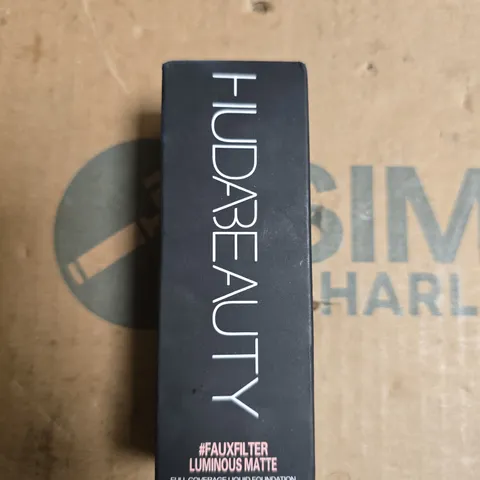 HUDABEAUTY
#FAUXFILTER
LUMINOUS MATTE
FULL COVERAGE LIQUID FOUNDATION
SIM
HARL